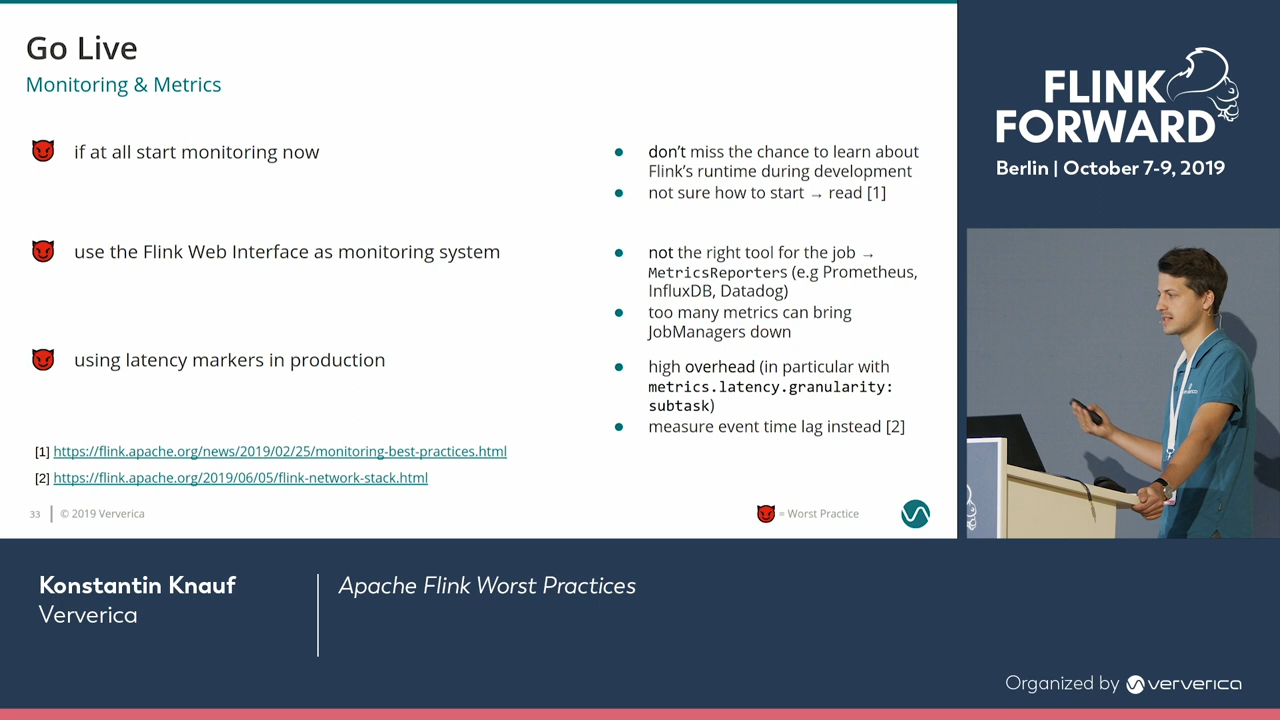 Go Live
Monitoring & Metrics
if at all start monitoring now
don't miss the chance to learn about
Flink's runtime during development
not sure how to start → read [1]
use the Flink Web Interface as monitoring system
not the right tool for the job →
MetricsReporters (e.g Prometheus,
InfluxDB, Datadog)
too many metrics can bring
JobManagers down
using latency markers in production
high overhead (in particular with
metrics.latency.granularity:
subtask)
measure event time lag instead [2]
[1] https://flink.apache.org/news/2019/02/25/monitoring-best-practices.html
[2] https://flink.apache.org/2019/06/05/flink-network-stack.html
33 © 2019 Ververica
= Worst Practice
FLINK
FORWARD
Berlin | October 7-9, 2019
Konstantin Knauf
Ververica
Apache Flink Worst Practices
Organized by ververica